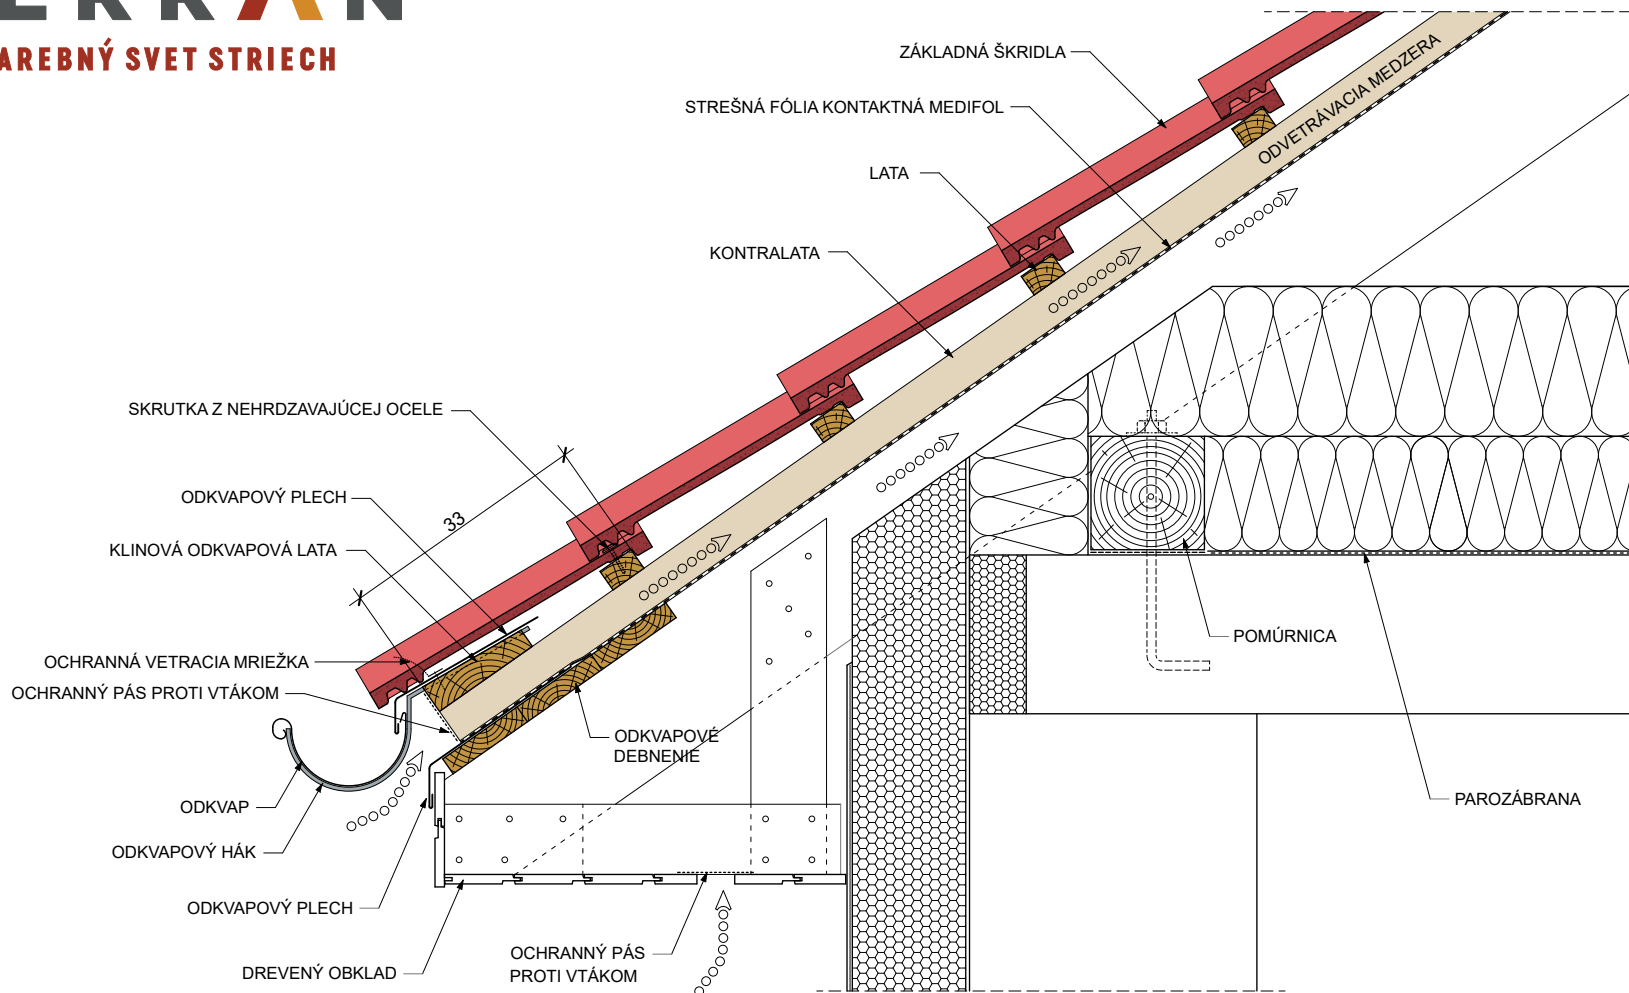 ERRAN
AREBNÝ SVET STRIECH
ZÁKLADNÁ ŠKRIDLA
STREŠNÁ FÓLIA KONTAKTNÁ MEDIFOL
ODVETRÁVACIA MEDZERA
LATA
KONTRALATA
SKRUTKA Z NEHRDZAVAJÚCEJ OCELE
ODKVAPOVÝ PLECH
33
KLINOVÁ ODKVAPOVÁ LATA
OCHRANNÁ VETRACIA MRIEŽKA
OCHRANNÝ PÁS PROTI VTÁKOM
POMÚRNICA
ODKVAPOVÉ
DEBNENIE
ODKVAP
PAROZÁBRANA
ODKVAPOVÝ HÁK
ODKVAPOVÝ PLECH
OCHRANNÝ PÁS
PROTI VTÁKOM
DREVENÝ OBKLAD